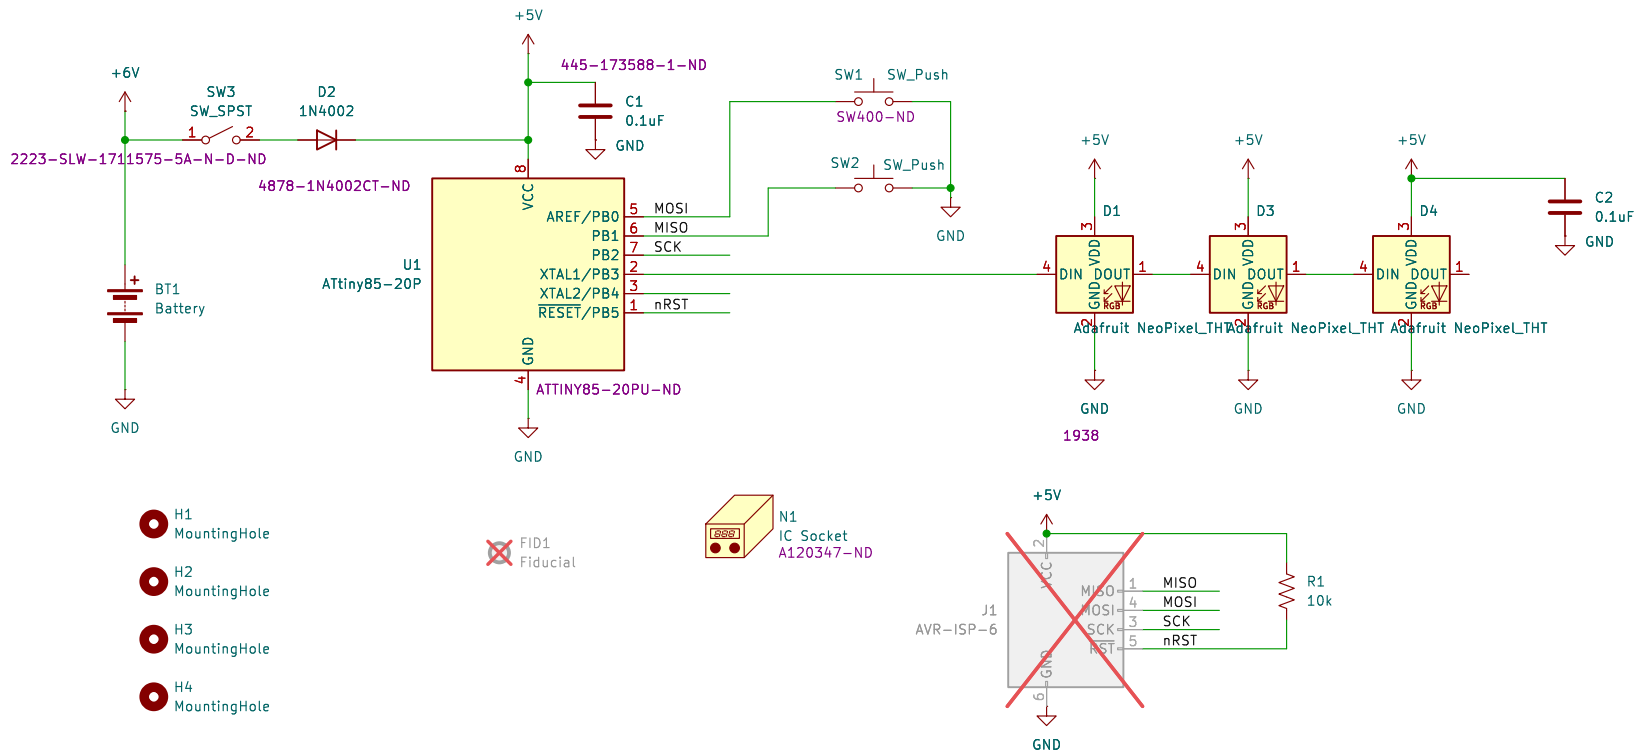 +5V
445-173588-1-ND
+6V
SW3
SW_SPST
1
2
D2
1N4002
C1
0.1uF
GND
2223-SLW-1711575-5A-N-D-ND
4878-1N4002CT-ND
SW1
SW_Push
SW400-ND
SW2
SW_Push
GND
8
VCC
AREF/PB0
5
MOSI
PB1
6
MISO
PB2
7
SCK
XTAL1/PB3
2
XTAL2/PB4
3
RESET/PB5
1
nRST
GND
4
U1
ATtiny85-20P
ATTINY85-20PU-ND
GND
+
BT1
Battery
GND
+5V
D1
3
VDD
4
DIN
DOUT
1
GND
RGB
2
Adafruit NeoPixel_THT
GND
1938
+5V
D3
3
VDD
4
DIN
DOUT
1
GND
RGB
2
Adafruit NeoPixel_THT
GND
+5V
D4
3
VDD
4
DIN
DOUT
1
GND
RGB
2
Adafruit NeoPixel_THT
GND
C2
0.1uF
GND
H1
MountingHole
H2
MountingHole
H3
MountingHole
H4
MountingHole
FID1
Fiducial
888
N1
IC Socket
A120347-ND
+5V
2
VCC
J1
AVR-ISP-6
MISO
1
MISO
MOSI
4
MOSI
SCK
3
SCK
RST
5
nRST
GND
6
GND
R1
10k